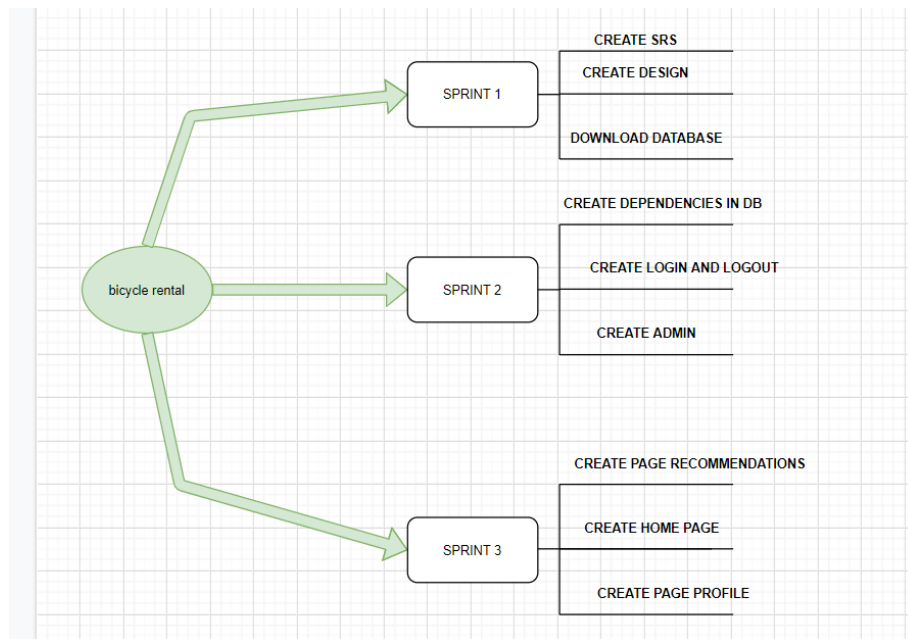 CREATE SRS
SPRINT 1
CREATE DESIGN
DOWNLOAD DATABASE
CREATE DEPENDENCIES IN DB
bicycle rental
SPRINT 2
CREATE LOGIN AND LOGOUT
CREATE ADMIN
CREATE PAGE RECOMMENDATIONS
SPRINT 3
CREATE HOME PAGE
CREATE PAGE PROFILE